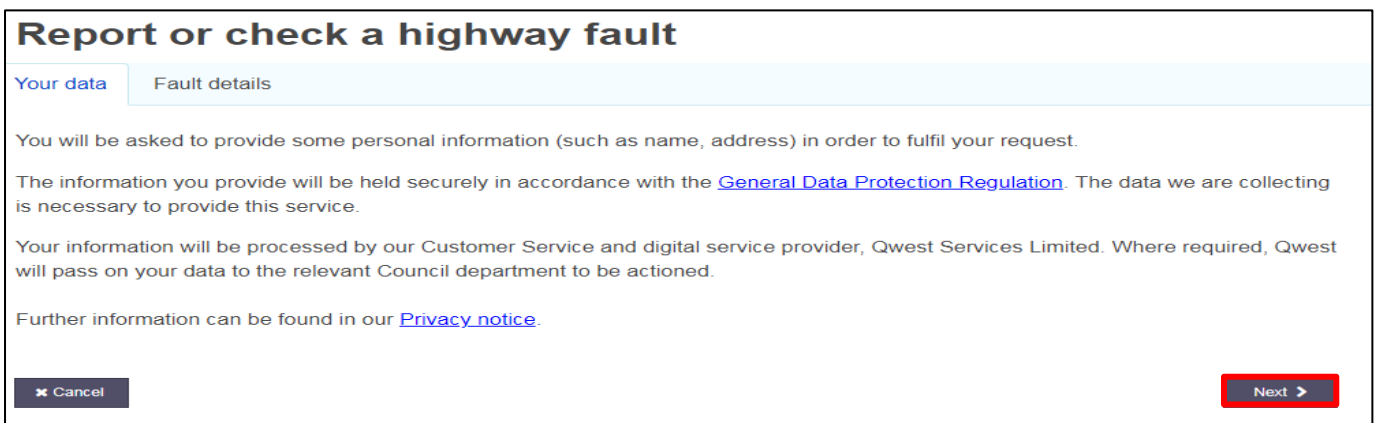 Report or check a highway fault
Your data Fault details
You will be asked to provide some personal information (such as name, address) in order to fulfil your request.
The information you provide will be held securely in accordance with the General Data Protection Regulation. The data we are collecting
is necessary to provide this service.
Your information will be processed by our Customer Service and digital service provider, Qwest Services Limited. Where required, Qwest
will pass on your data to the relevant Council department to be actioned.
Further information can be found in our Privacy notice.
✖ Cancel Next ❯